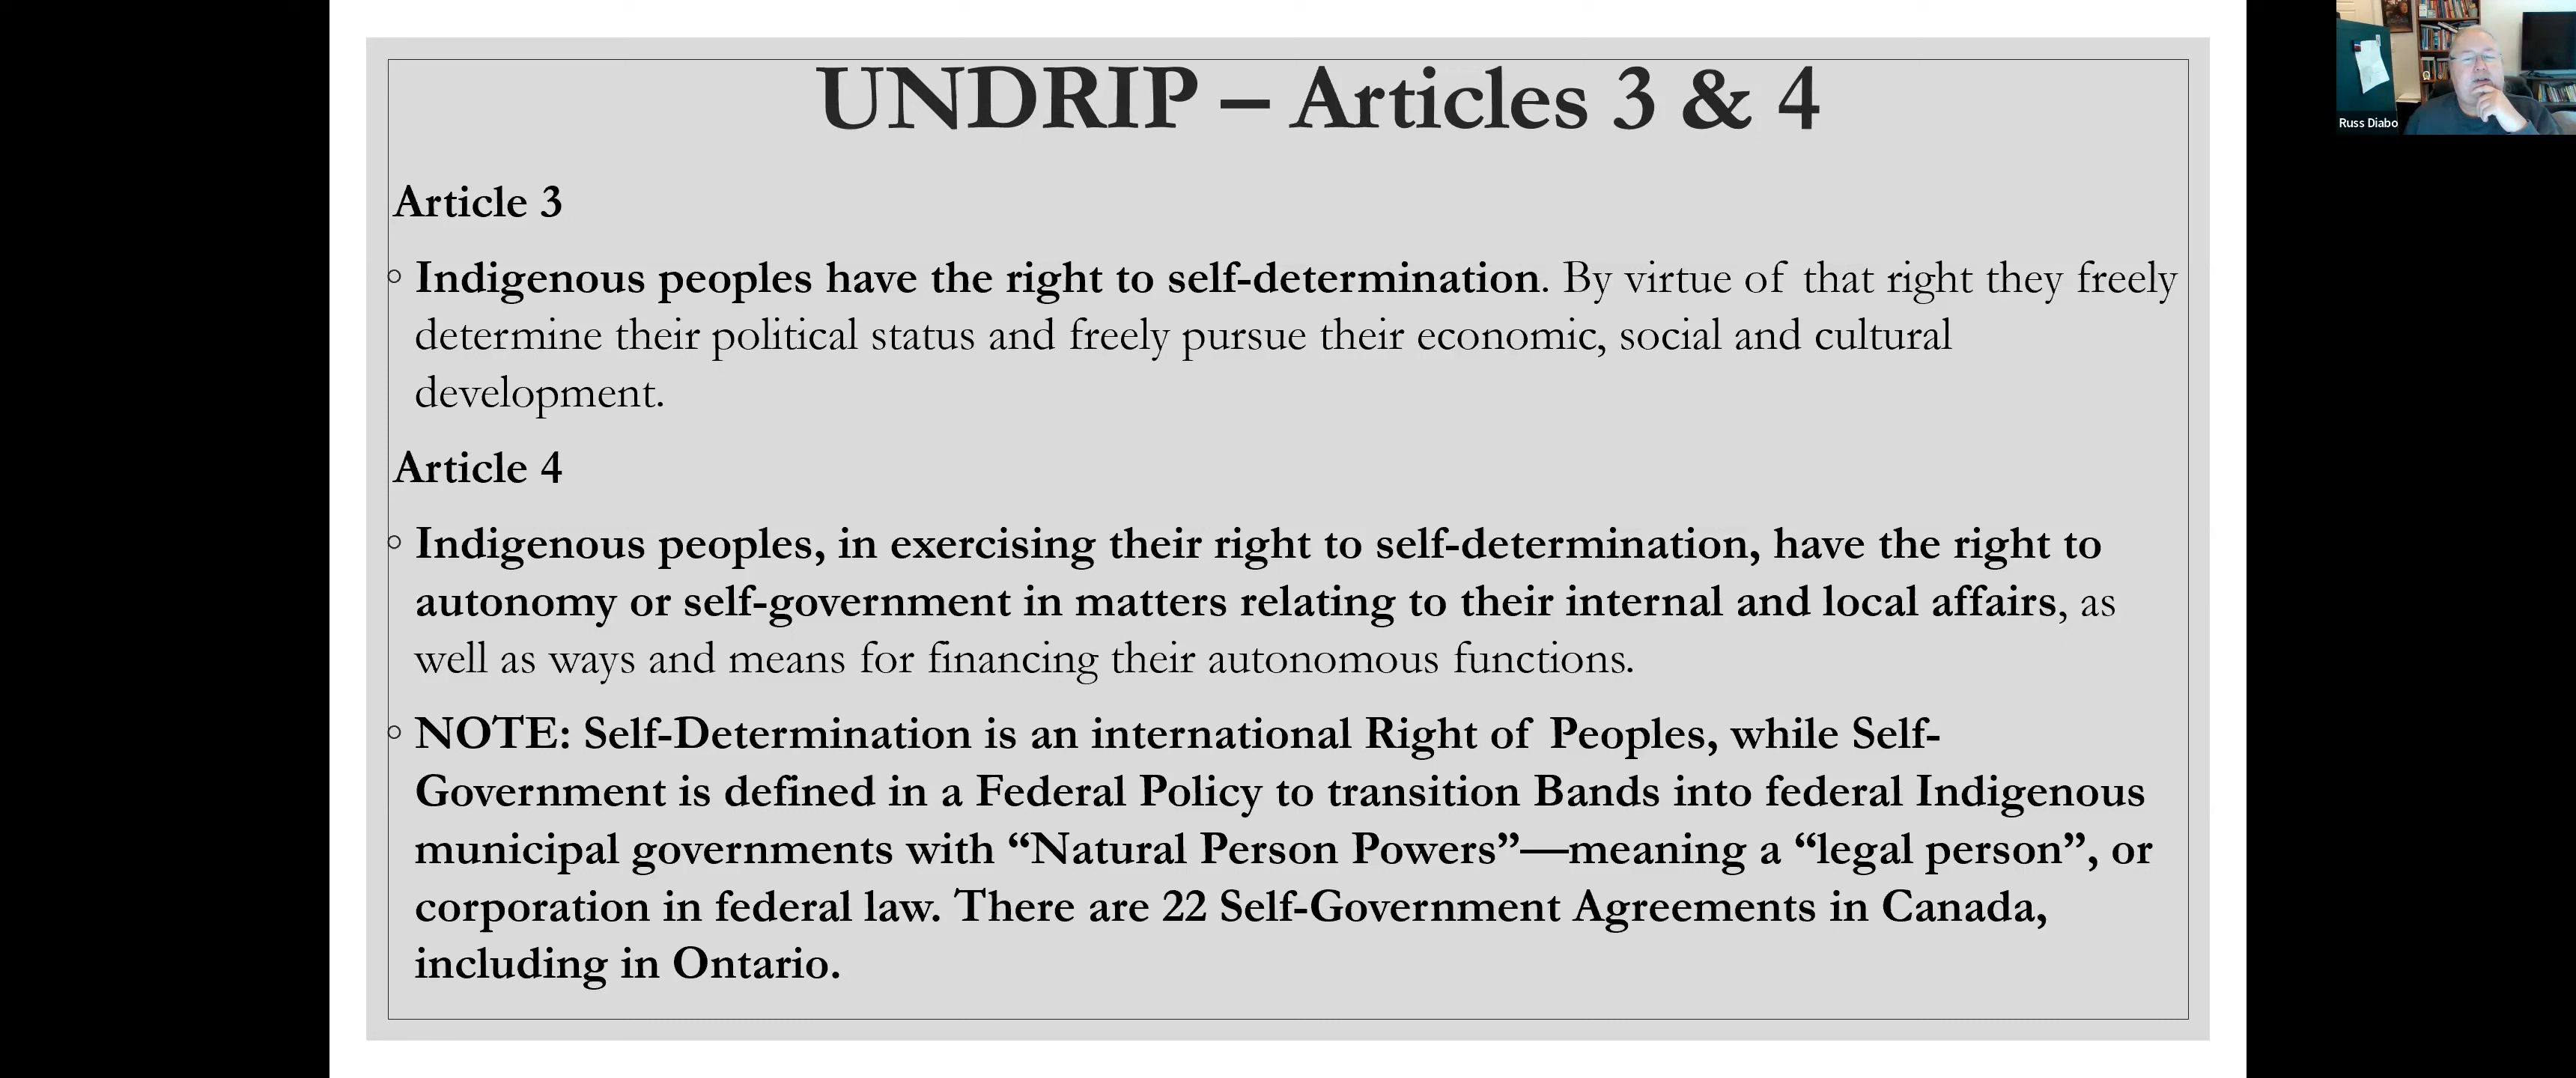 UNDRIP – Articles 3 & 4
Russ Diabo
Article 3
◦ Indigenous peoples have the right to self-determination. By virtue of that right they freely
determine their political status and freely pursue their economic, social and cultural
development.
Article 4
◦ Indigenous peoples, in exercising their right to self-determination, have the right to
autonomy or self-government in matters relating to their internal and local affairs, as
well as ways and means for financing their autonomous functions.
◦ NOTE: Self-Determination is an international Right of Peoples, while Self-
Government is defined in a Federal Policy to transition Bands into federal Indigenous
municipal governments with “Natural Person Powers”—meaning a “legal person”, or
corporation in federal law. There are 22 Self-Government Agreements in Canada,
including in Ontario.